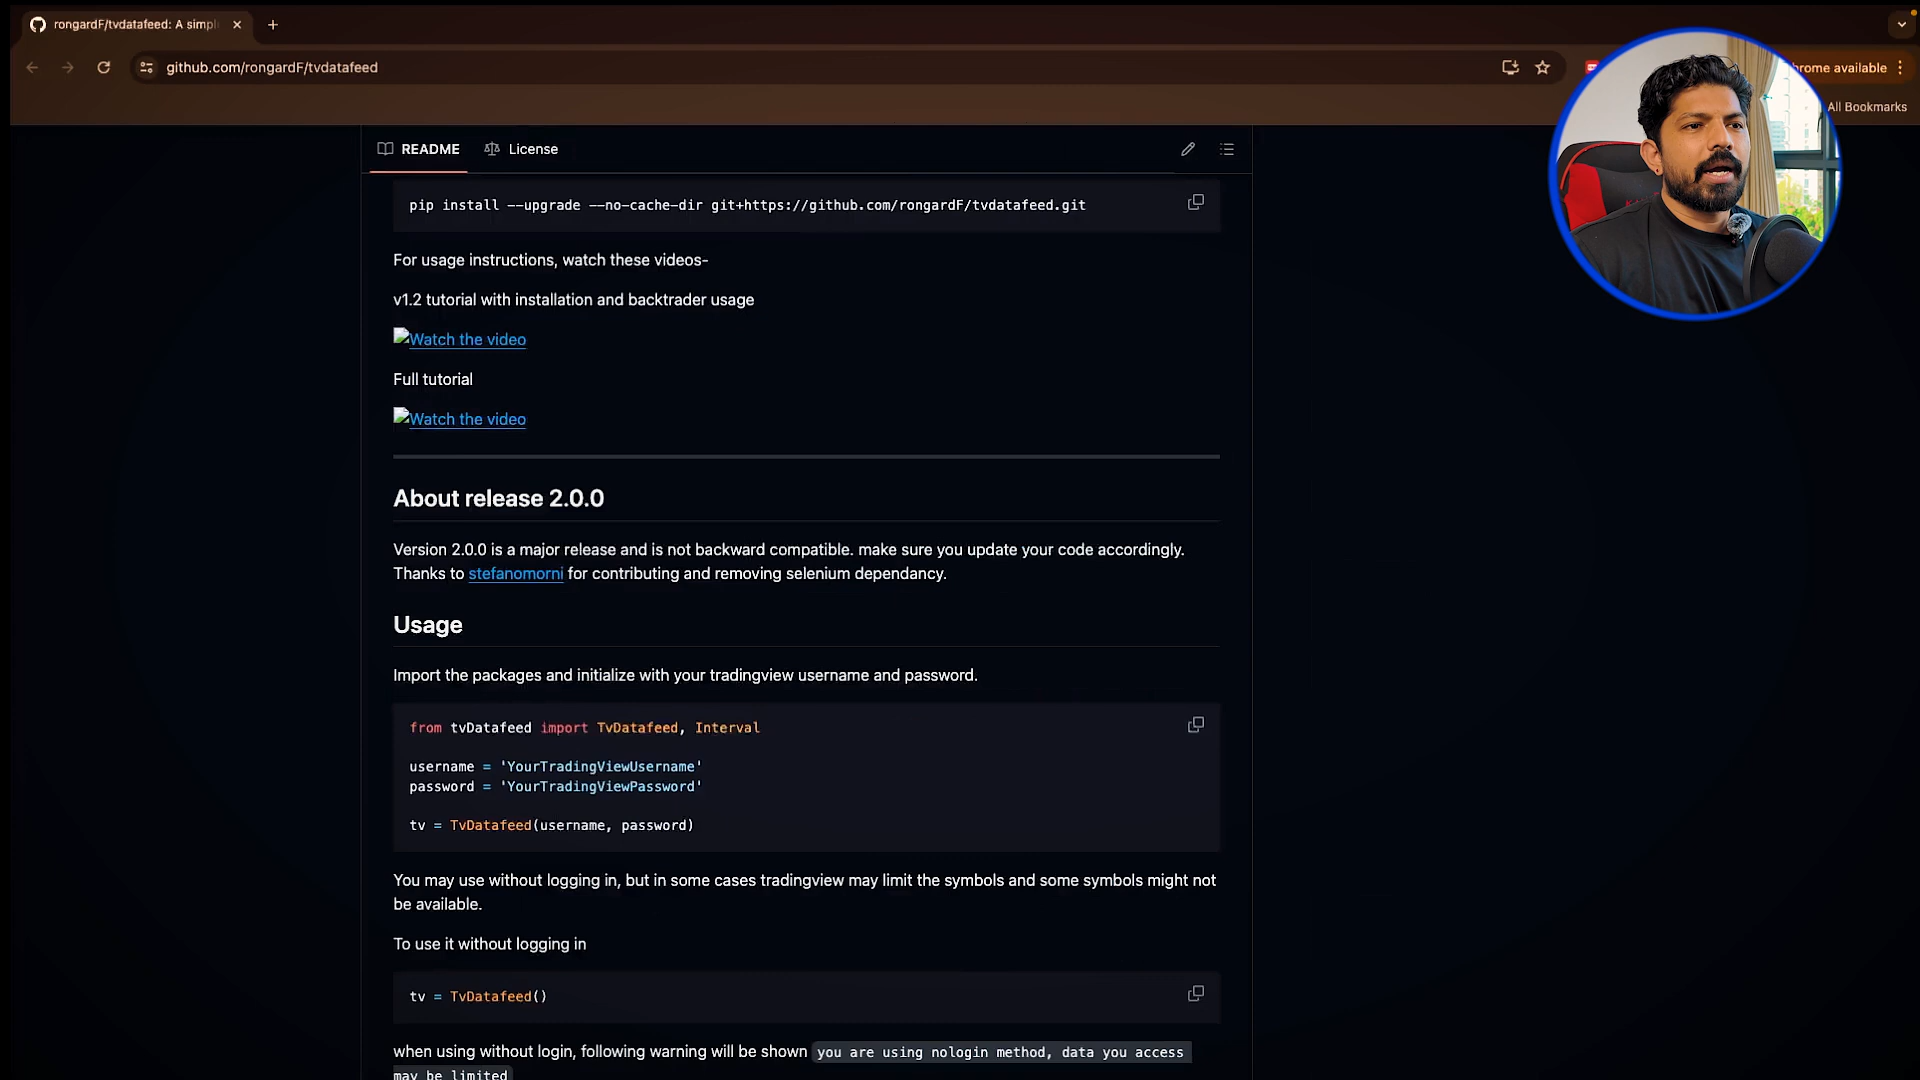 rongardF/tvdatafeed: A simpl
github.com/rongardF/tvdatafeed
hrome available
All Bookmarks
README
License
pip install --upgrade --no-cache-dir git+https://github.com/rongardF/tvdatafeed.git
For usage instructions, watch these videos-
v1.2 tutorial with installation and backtrader usage
Watch the video
Full tutorial
Watch the video
About release 2.0.0
Version 2.0.0 is a major release and is not backward compatible. make sure you update your code accordingly.
Thanks to stefanomorni for contributing and removing selenium dependancy.
Usage
Import the packages and initialize with your tradingview username and password.
from tvDatafeed import TvDatafeed, Interval
username = 'YourTradingViewUsername'
password = 'YourTradingViewPassword'
tv = TvDatafeed(username, password)
You may use without logging in, but in some cases tradingview may limit the symbols and some symbols might not
be available.
To use it without logging in
tv = TvDatafeed()
when using without login, following warning will be shown you are using nologin method, data you access
may be limited